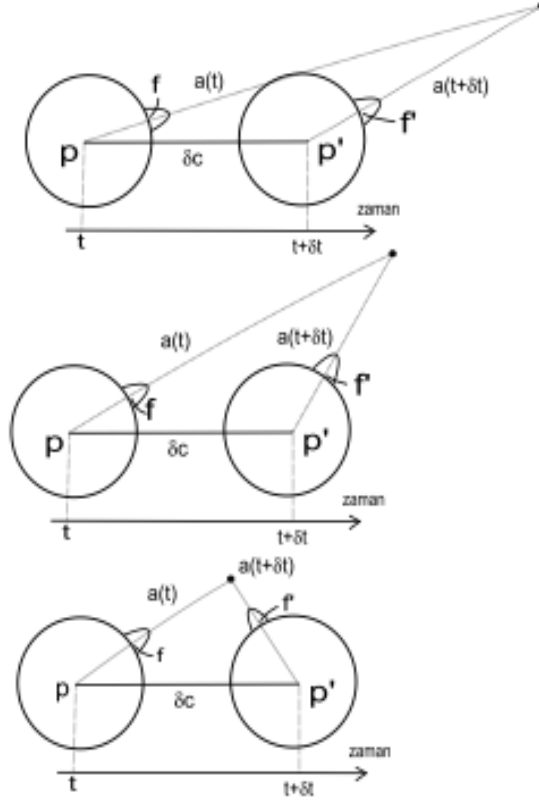 f a(t) a(t+δt)
f'
p δc p'
zaman
t t+δt
a(t) a(t+δt)
f f'
p δc p'
zaman
t t+δt
a(t+δt)
a(t) f'
f
p δc p'
zaman
t t+δt